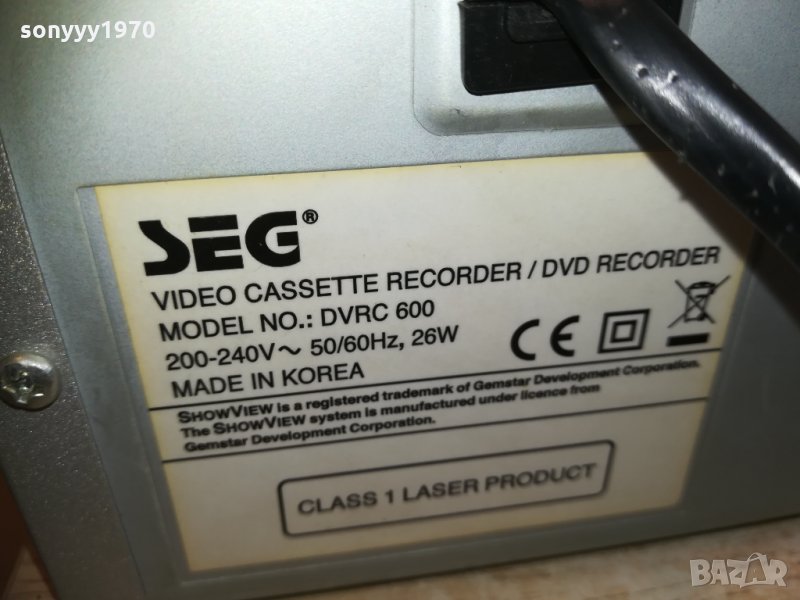 sonyyy1970
SEG®
VIDEO CASSETTE RECORDER / DVD RECORDER
MODEL NO.: DVRC 600
200-240V~ 50/60Hz, 26W
MADE IN KOREA
CE
SHOWVIEW is a registered trademark of Gemstar Development Corporation.
The SHOWVIEW system is manufactured under licence from
Gemstar Development Corporation.
CLASS 1 LASER PRODUCT
BAZAR